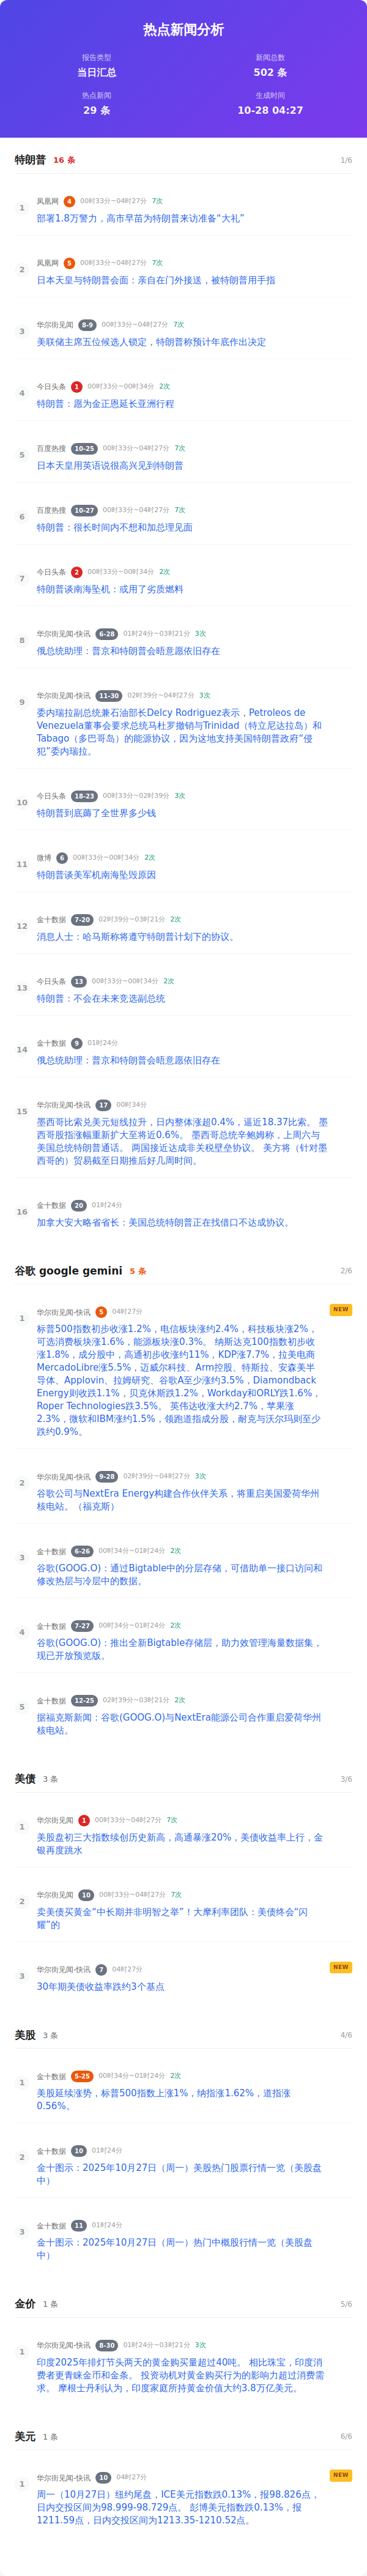 热点新闻分析
报告类型
新闻总数
当日汇总
502 条
热点新闻
生成时间
29 条
10-28 04:27
特朗普 16 条 1/6
1
凤凰网 4 00时33分~04时27分 7次
部署1.8万警力，高市早苗为特朗普来访准备“大礼”
2
凤凰网 5 00时33分~04时27分 7次
日本天皇与特朗普会面：亲自在门外接送，被特朗普用手指
3
华尔街见闻 8-9 00时33分~04时27分 7次
美联储主席五位候选人锁定，特朗普称预计年底作出决定
4
今日头条 1 00时33分~00时34分 2次
特朗普：愿为金正恩延长亚洲行程
5
百度热搜 10-25 00时33分~04时27分 7次
日本天皇用英语说很高兴见到特朗普
6
百度热搜 10-27 00时33分~04时27分 7次
特朗普：很长时间内不想和加总理见面
7
今日头条 2 00时33分~00时34分 2次
特朗普谈南海坠机：或用了劣质燃料
8
华尔街见闻-快讯 6-28 01时24分~03时21分 3次
俄总统助理：普京和特朗普会晤意愿依旧存在
9
华尔街见闻-快讯 11-30 02时39分~04时27分 3次
委内瑞拉副总统兼石油部长Delcy Rodriguez表示，Petroleos de
Venezuela董事会要求总统马杜罗撤销与Trinidad（特立尼达拉岛）和
Tabago（多巴哥岛）的能源协议，因为这地支持美国特朗普政府“侵
犯”委内瑞拉。
10
今日头条 18-23 00时33分~02时39分 3次
特朗普到底薅了全世界多少钱
11
微博 6 00时33分~00时34分 2次
特朗普谈美军机南海坠毁原因
12
金十数据 7-20 02时39分~03时21分 2次
消息人士：哈马斯称将遵守特朗普计划下的协议。
13
今日头条 13 00时33分~00时34分 2次
特朗普：不会在未来竞选副总统
14
金十数据 9 01时24分
俄总统助理：普京和特朗普会晤意愿依旧存在
15
华尔街见闻-快讯 17 00时34分
墨西哥比索兑美元短线拉升，日内整体涨超0.4%，逼近18.37比索。 墨
西哥股指涨幅重新扩大至将近0.6%。 墨西哥总统辛鲍姆称，上周六与
美国总统特朗普通话。 两国接近达成非关税壁垒协议。 美方将（针对墨
西哥的）贸易截至日期推后好几周时间。
16
金十数据 20 01时24分
加拿大安大略省省长：美国总统特朗普正在找借口不达成协议。
谷歌 google gemini 5 条 2/6
1
华尔街见闻-快讯 5 04时27分 NEW
标普500指数初步收涨1.2%，电信板块涨约2.4%，科技板块涨2%，
可选消费板块涨1.6%，能源板块涨0.3%。 纳斯达克100指数初步收
涨1.8%，成分股中，高通初步收涨约11%，KDP涨7.7%，拉美电商
MercadoLibre涨5.5%，迈威尔科技、Arm控股、特斯拉、安森美半
导体、Applovin、拉姆研究、谷歌A至少涨约3.5%，Diamondback
Energy则收跌1.1%，贝克休斯跌1.2%，Workday和ORLY跌1.6%，
Roper Technologies跌3.5%。 英伟达收涨大约2.7%，苹果涨
2.3%，微软和IBM涨约1.5%，领跑道指成分股，耐克与沃尔玛则至少
跌约0.9%。
2
华尔街见闻-快讯 9-28 02时39分~04时27分 3次
谷歌公司与NextEra Energy构建合作伙伴关系，将重启美国爱荷华州
核电站。（福克斯）
3
金十数据 6-26 00时34分~01时24分 2次
谷歌(GOOG.O)：通过Bigtable中的分层存储，可借助单一接口访问和
修改热层与冷层中的数据。
4
金十数据 7-27 00时34分~01时24分 2次
谷歌(GOOG.O)：推出全新Bigtable存储层，助力效管理海量数据集，
现已开放预览版。
5
金十数据 12-25 02时39分~03时21分 2次
据福克斯新闻：谷歌(GOOG.O)与NextEra能源公司合作重启爱荷华州
核电站。
美债 3 条 3/6
1
华尔街见闻 1 00时33分~04时27分 7次
美股盘初三大指数续创历史新高，高通暴涨20%，美债收益率上行，金
银再度跳水
2
华尔街见闻 10 00时33分~04时27分 7次
卖美债买黄金“中长期并非明智之举”！大摩利率团队：美债终会“闪
耀”的
3
华尔街见闻-快讯 7 04时27分 NEW
30年期美债收益率跌约3个基点
美股 3 条 4/6
1
金十数据 5-25 00时34分~01时24分 2次
美股延续涨势，标普500指数上涨1%，纳指涨1.62%，道指涨
0.56%。
2
金十数据 10 01时24分
金十图示：2025年10月27日（周一）美股热门股票行情一览（美股盘
中）
3
金十数据 11 01时24分
金十图示：2025年10月27日（周一）热门中概股行情一览（美股盘
中）
金价 1 条 5/6
1
华尔街见闻-快讯 8-30 01时24分~03时21分 3次
印度2025年排灯节头两天的黄金购买量超过40吨。 相比珠宝，印度消
费者更青睐金币和金条。 投资动机对黄金购买行为的影响力超过消费需
求。 摩根士丹利认为，印度家庭所持黄金价值大约3.8万亿美元。
美元 1 条 6/6
1
华尔街见闻-快讯 10 04时27分 NEW
周一（10月27日）纽约尾盘，ICE美元指数跌0.13%，报98.826点，
日内交投区间为98.999-98.729点。 彭博美元指数跌0.13%，报
1211.59点，日内交投区间为1213.35-1210.52点。